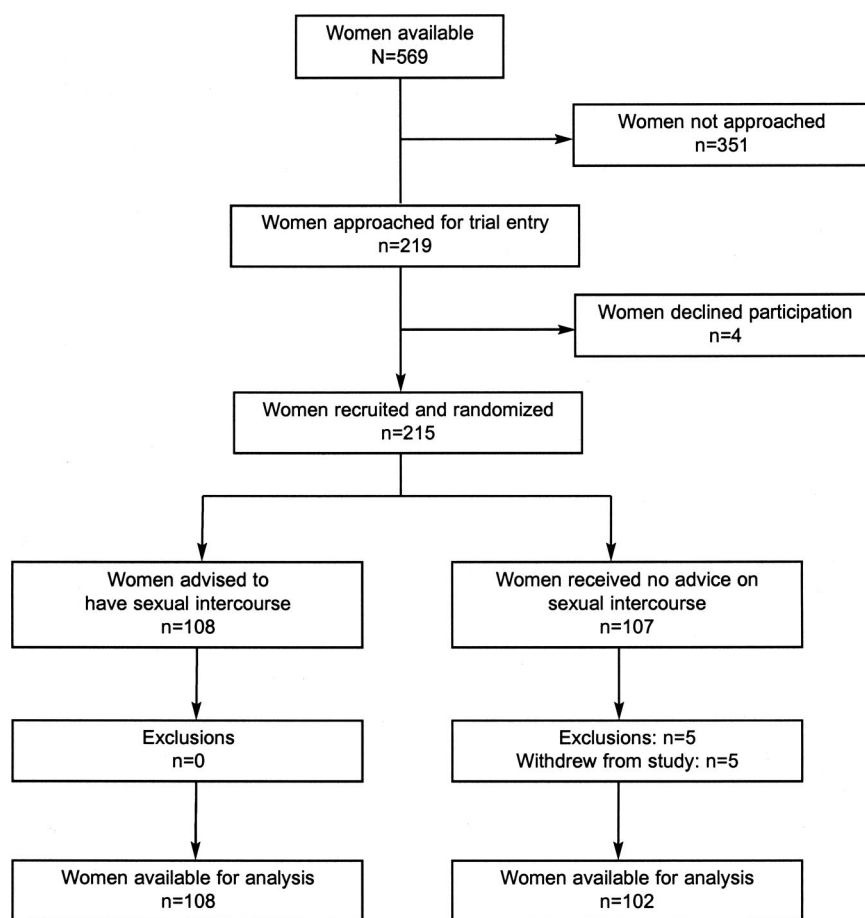 Women available
N=569
Women not approached
n=351
Women approached for trial entry
n=219
Women declined participation
n=4
Women recruited and randomized
n=215
Women advised to
have sexual intercourse
n=108
Women received no advice on
sexual intercourse
n=107
Exclusions
n=0
Exclusions: n=5
Withdrew from study: n=5
Women available for analysis
n=108
Women available for analysis
n=102